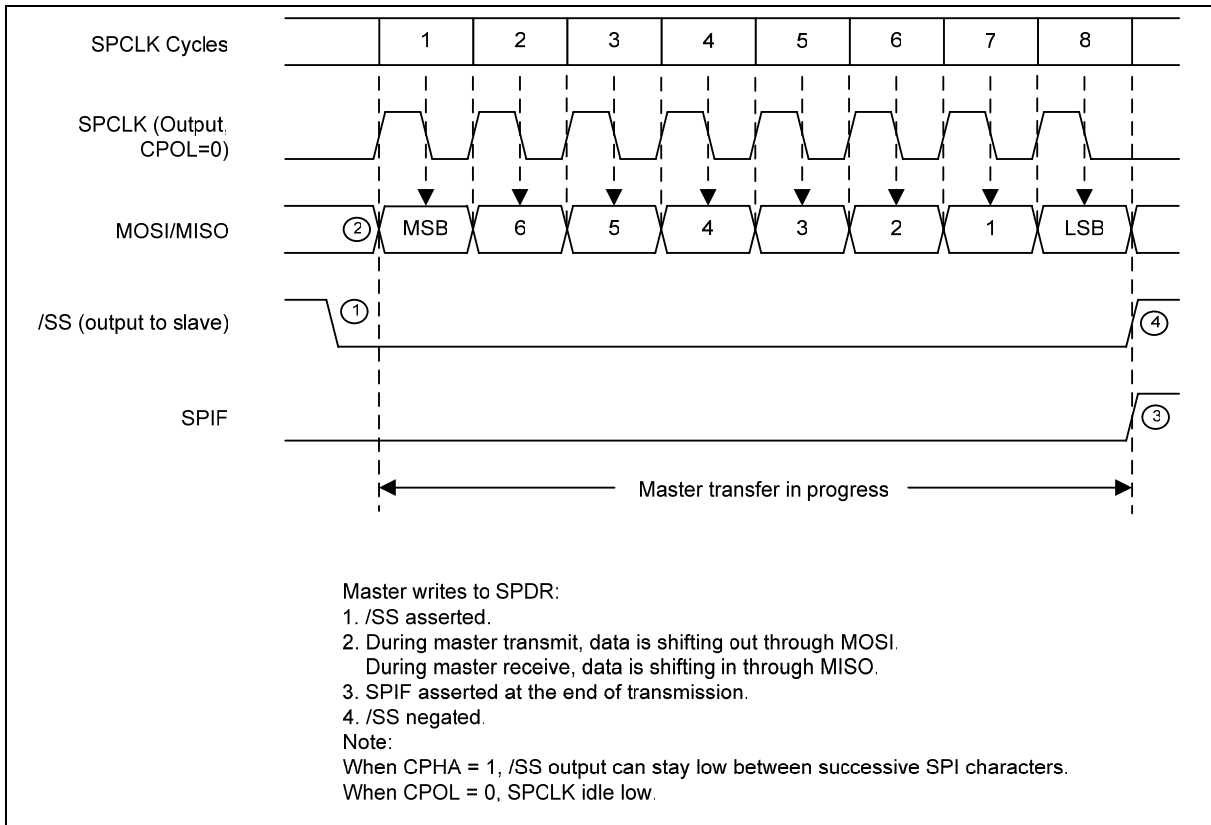 SPCLK Cycles 1 2 3 4 5 6 7 8
SPCLK (Output,
CPOL=0)
MOSI/MISO 2 MSB 6 5 4 3 2 1 LSB
/SS (output to slave) 1 4
SPIF 3
Master transfer in progress
Master writes to SPDR:
1. /SS asserted.
2. During master transmit, data is shifting out through MOSI.
During master receive, data is shifting in through MISO.
3. SPIF asserted at the end of transmission.
4. /SS negated.
Note:
When CPHA = 1, /SS output can stay low between successive SPI characters.
When CPOL = 0, SPCLK idle low.